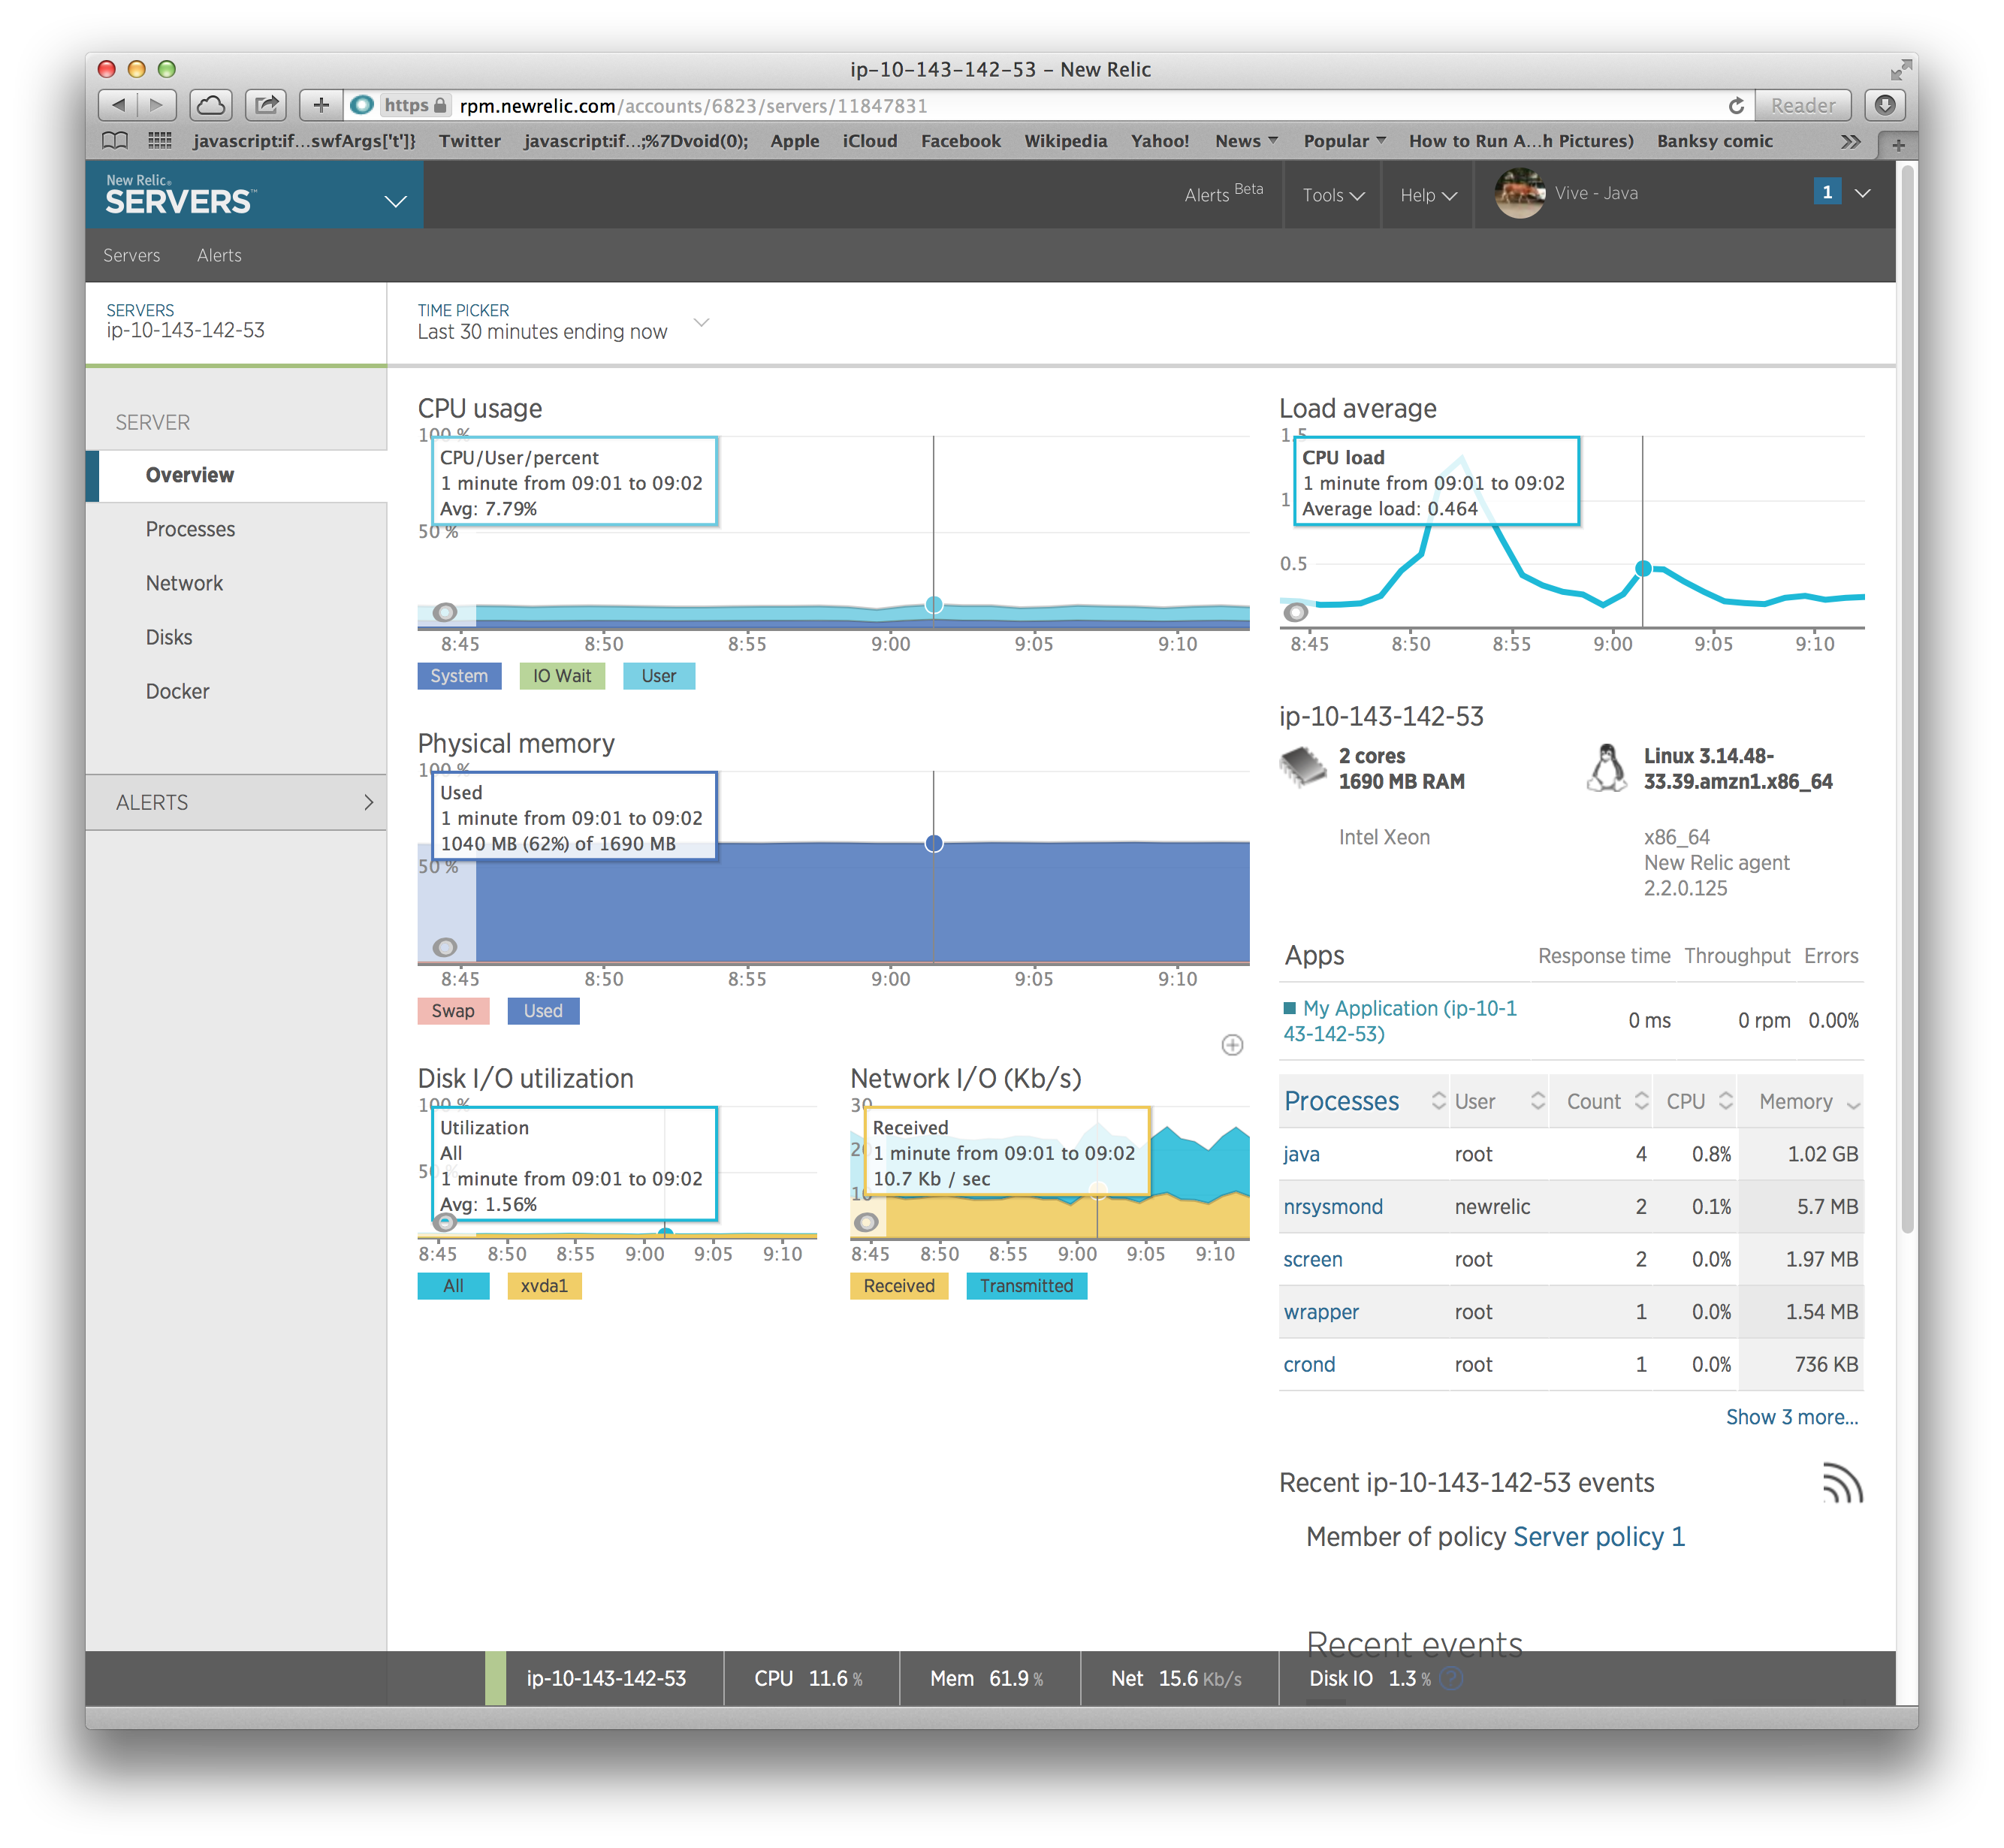 ip-10-143-142-53 – New Relic
https rpm.newrelic.com/accounts/6823/servers/11847831
Reader
javascript:if...swfArgs['t']} Twitter javascript:if...;%7Dvoid(0); Apple iCloud Facebook Wikipedia Yahoo! News Popular How to Run A...h Pictures) Banksy comic
New Relic®
SERVERS™
Alerts Beta
Tools
Help
Vive - Java
1
Servers Alerts
SERVERS
ip-10-143-142-53
TIME PICKER
Last 30 minutes ending now
SERVER
Overview
Processes
Network
Disks
Docker
ALERTS
CPU usage
100 %
CPU/User/percent
1 minute from 09:01 to 09:02
Avg: 7.79%
50 %
8:45 8:50 8:55 9:00 9:05 9:10
System IO Wait User
Physical memory
100 %
Used
1 minute from 09:01 to 09:02
1040 MB (62%) of 1690 MB
50 %
8:45 8:50 8:55 9:00 9:05 9:10
Swap Used
Disk I/O utilization
100 %
Utilization
All
1 minute from 09:01 to 09:02
Avg: 1.56%
50 %
8:45 8:50 8:55 9:00 9:05 9:10
All xvda1
Network I/O (Kb/s)
30
Received
20
1 minute from 09:01 to 09:02
10.7 Kb / sec
10
8:45 8:50 8:55 9:00 9:05 9:10
Received Transmitted
Load average
1.5
CPU load
1 minute from 09:01 to 09:02
1
Average load: 0.464
0.5
8:45 8:50 8:55 9:00 9:05 9:10
ip-10-143-142-53
2 cores
1690 MB RAM
Intel Xeon
Linux 3.14.48-
33.39.amzn1.x86_64
x86_64
New Relic agent
2.2.0.125
Apps Response time Throughput Errors
My Application (ip-10-1
43-142-53) 0 ms 0 rpm 0.00%
Processes User Count CPU Memory
java root 4 0.8% 1.02 GB
nrsysmond newrelic 2 0.1% 5.7 MB
screen root 2 0.0% 1.97 MB
wrapper root 1 0.0% 1.54 MB
crond root 1 0.0% 736 KB
Show 3 more...
Recent ip-10-143-142-53 events
Member of policy Server policy 1
Recent events
ip-10-143-142-53 CPU 11.6 % Mem 61.9 % Net 15.6 Kb/s Disk IO 1.3 % ?